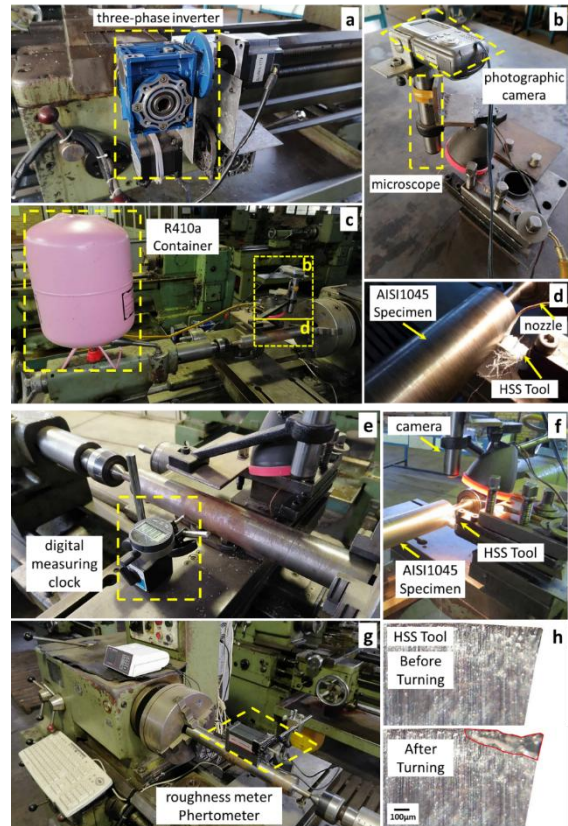 three-phase inverter
a
b
photographic
camera
microscope
c
R410a
Container
b
d
d
AISI1045
Specimen
nozzle
HSS Tool
e
digital
measuring
clock
f
camera
HSS Tool
AISI1045
Specimen
g
roughness meter
Phertometer
h
HSS Tool
Before
Turning
After
Turning
100μm